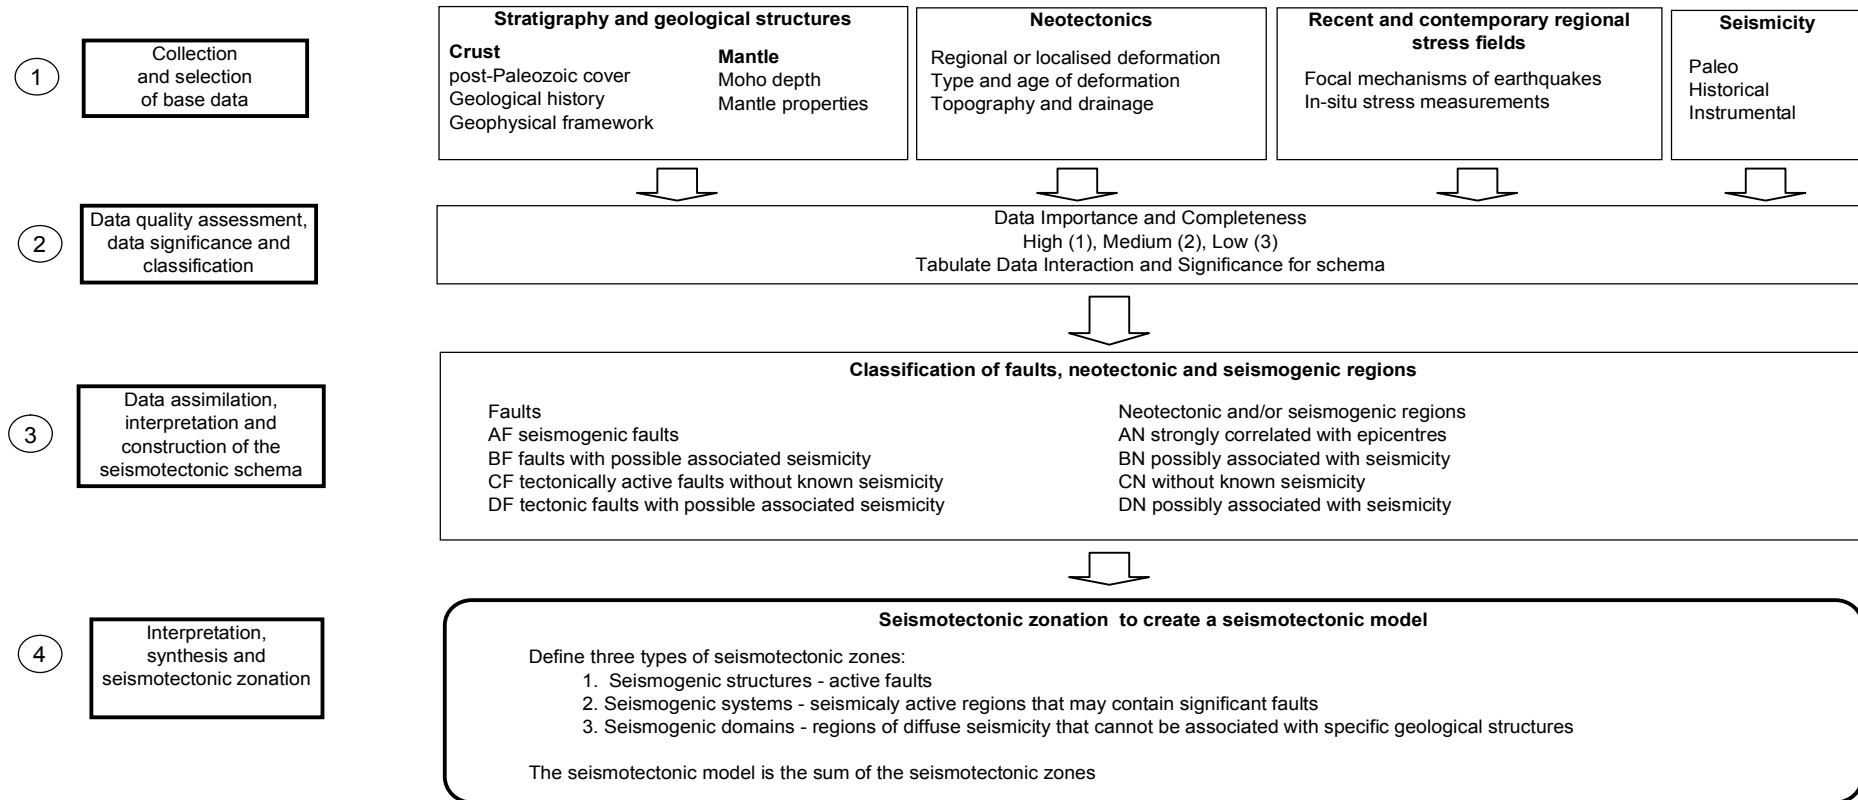 1
Collection
and selection
of base data
Stratigraphy and geological structures
Crust
post-Paleozoic cover
Geological history
Geophysical framework
Mantle
Moho depth
Mantle properties
Neotectonics
Regional or localised deformation
Type and age of deformation
Topography and drainage
Recent and contemporary regional
stress fields
Focal mechanisms of earthquakes
In-situ stress measurements
Seismicity
Paleo
Historical
Instrumental
2
Data quality assessment,
data significance and
classification
Data Importance and Completeness
High (1), Medium (2), Low (3)
Tabulate Data Interaction and Significance for schema
3
Data assimilation,
interpretation and
construction of the
seismotectonic schema
Classification of faults, neotectonic and seismogenic regions
Faults
AF seismogenic faults
BF faults with possible associated seismicity
CF tectonically active faults without known seismicity
DF tectonic faults with possible associated seismicity
Neotectonic and/or seismogenic regions
AN strongly correlated with epicentres
BN possibly associated with seismicity
CN without known seismicity
DN possibly associated with seismicity
4
Interpretation,
synthesis and
seismotectonic zonation
Seismotectonic zonation to create a seismotectonic model
Define three types of seismotectonic zones:
1. Seismogenic structures - active faults
2. Seismogenic systems - seismicaly active regions that may contain significant faults
3. Seismogenic domains - regions of diffuse seismicity that cannot be associated with specific geological structures
The seismotectonic model is the sum of the seismotectonic zones